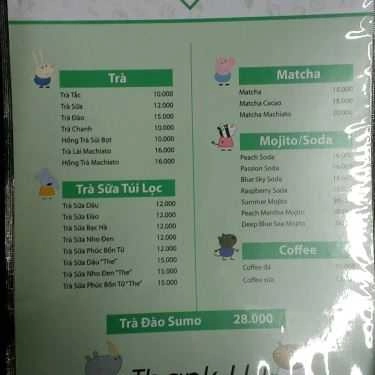 Trà
Trà Tắc 10.000
Trà Sữa 12.000
Trà Đào 15.000
Trà Chanh 10.000
Hồng Trà Sủi Bọt 10.000
Trà Lài Machiato 16.000
Hồng Trà Machiato 16.000
Trà Sữa Túi Lọc
Trà Sữa Dâu 12.000
Trà Sữa Đào 12.000
Trà Sữa Bạc Hà 12.000
Trà Sữa Nho Đen 12.000
Trà Sữa Phúc Bồn Tử 12.000
Trà Sữa Dâu "The" 15.000
Trà Sữa Nho Đen "The" 15.000
Trà Sữa Phúc Bồn Tử "The" 15.000
Matcha
Matcha
Matcha Cacao 18.000
Matcha Machiato 20.000
Mojito/Soda
Peach Soda
Passion Soda
Blue Sky Soda
Raspberry Soda
Summer Mojito
Peach Mentha Mojito
Deep Blue Sea Mojito
Coffee
Coffee đá
Coffee sữa
Trà Đào Sumo 28.000
Thank